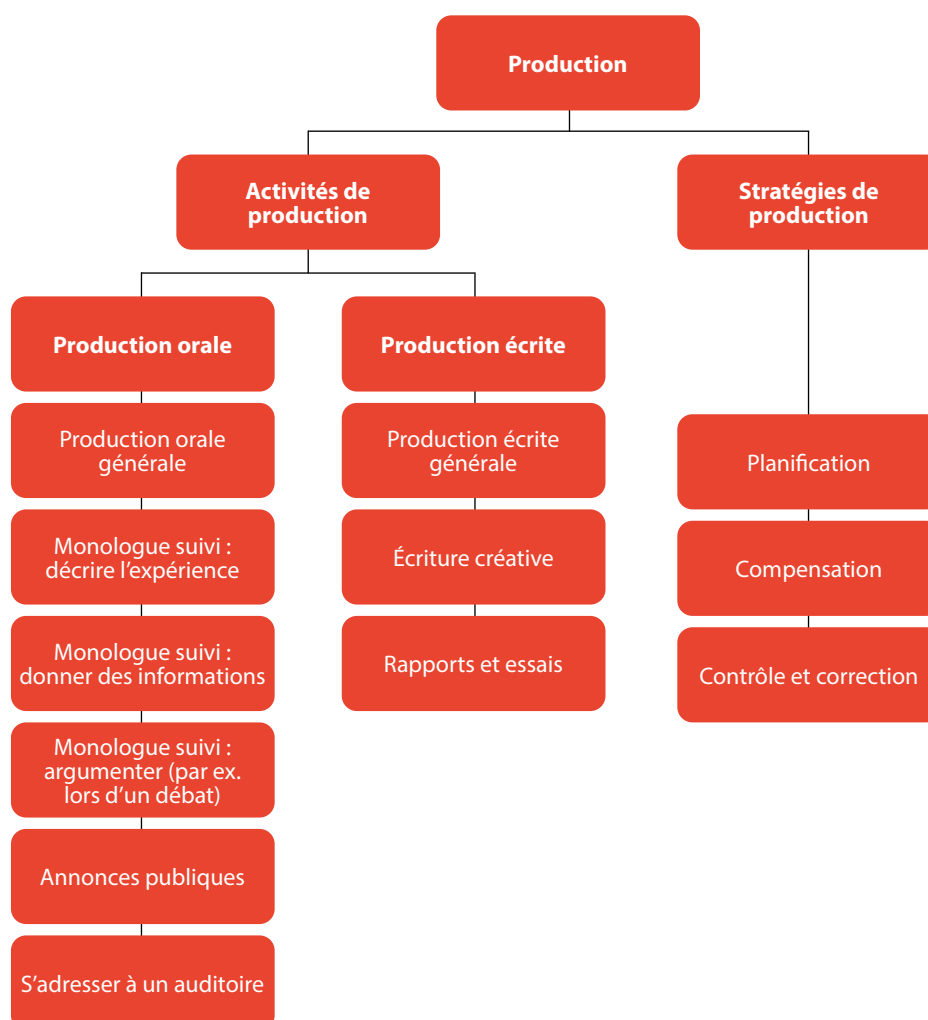 Production
Activités de
production
Stratégies de
production
Production orale
Production écrite
Production orale
générale
Production écrite
générale
Planification
Monologue suivi :
décrire l’expérience
Écriture créative
Compensation
Monologue suivi :
donner des informations
Rapports et essais
Contrôle et correction
Monologue suivi :
argumenter (par ex.
lors d’un débat)
Annonces publiques
S’adresser à un auditoire